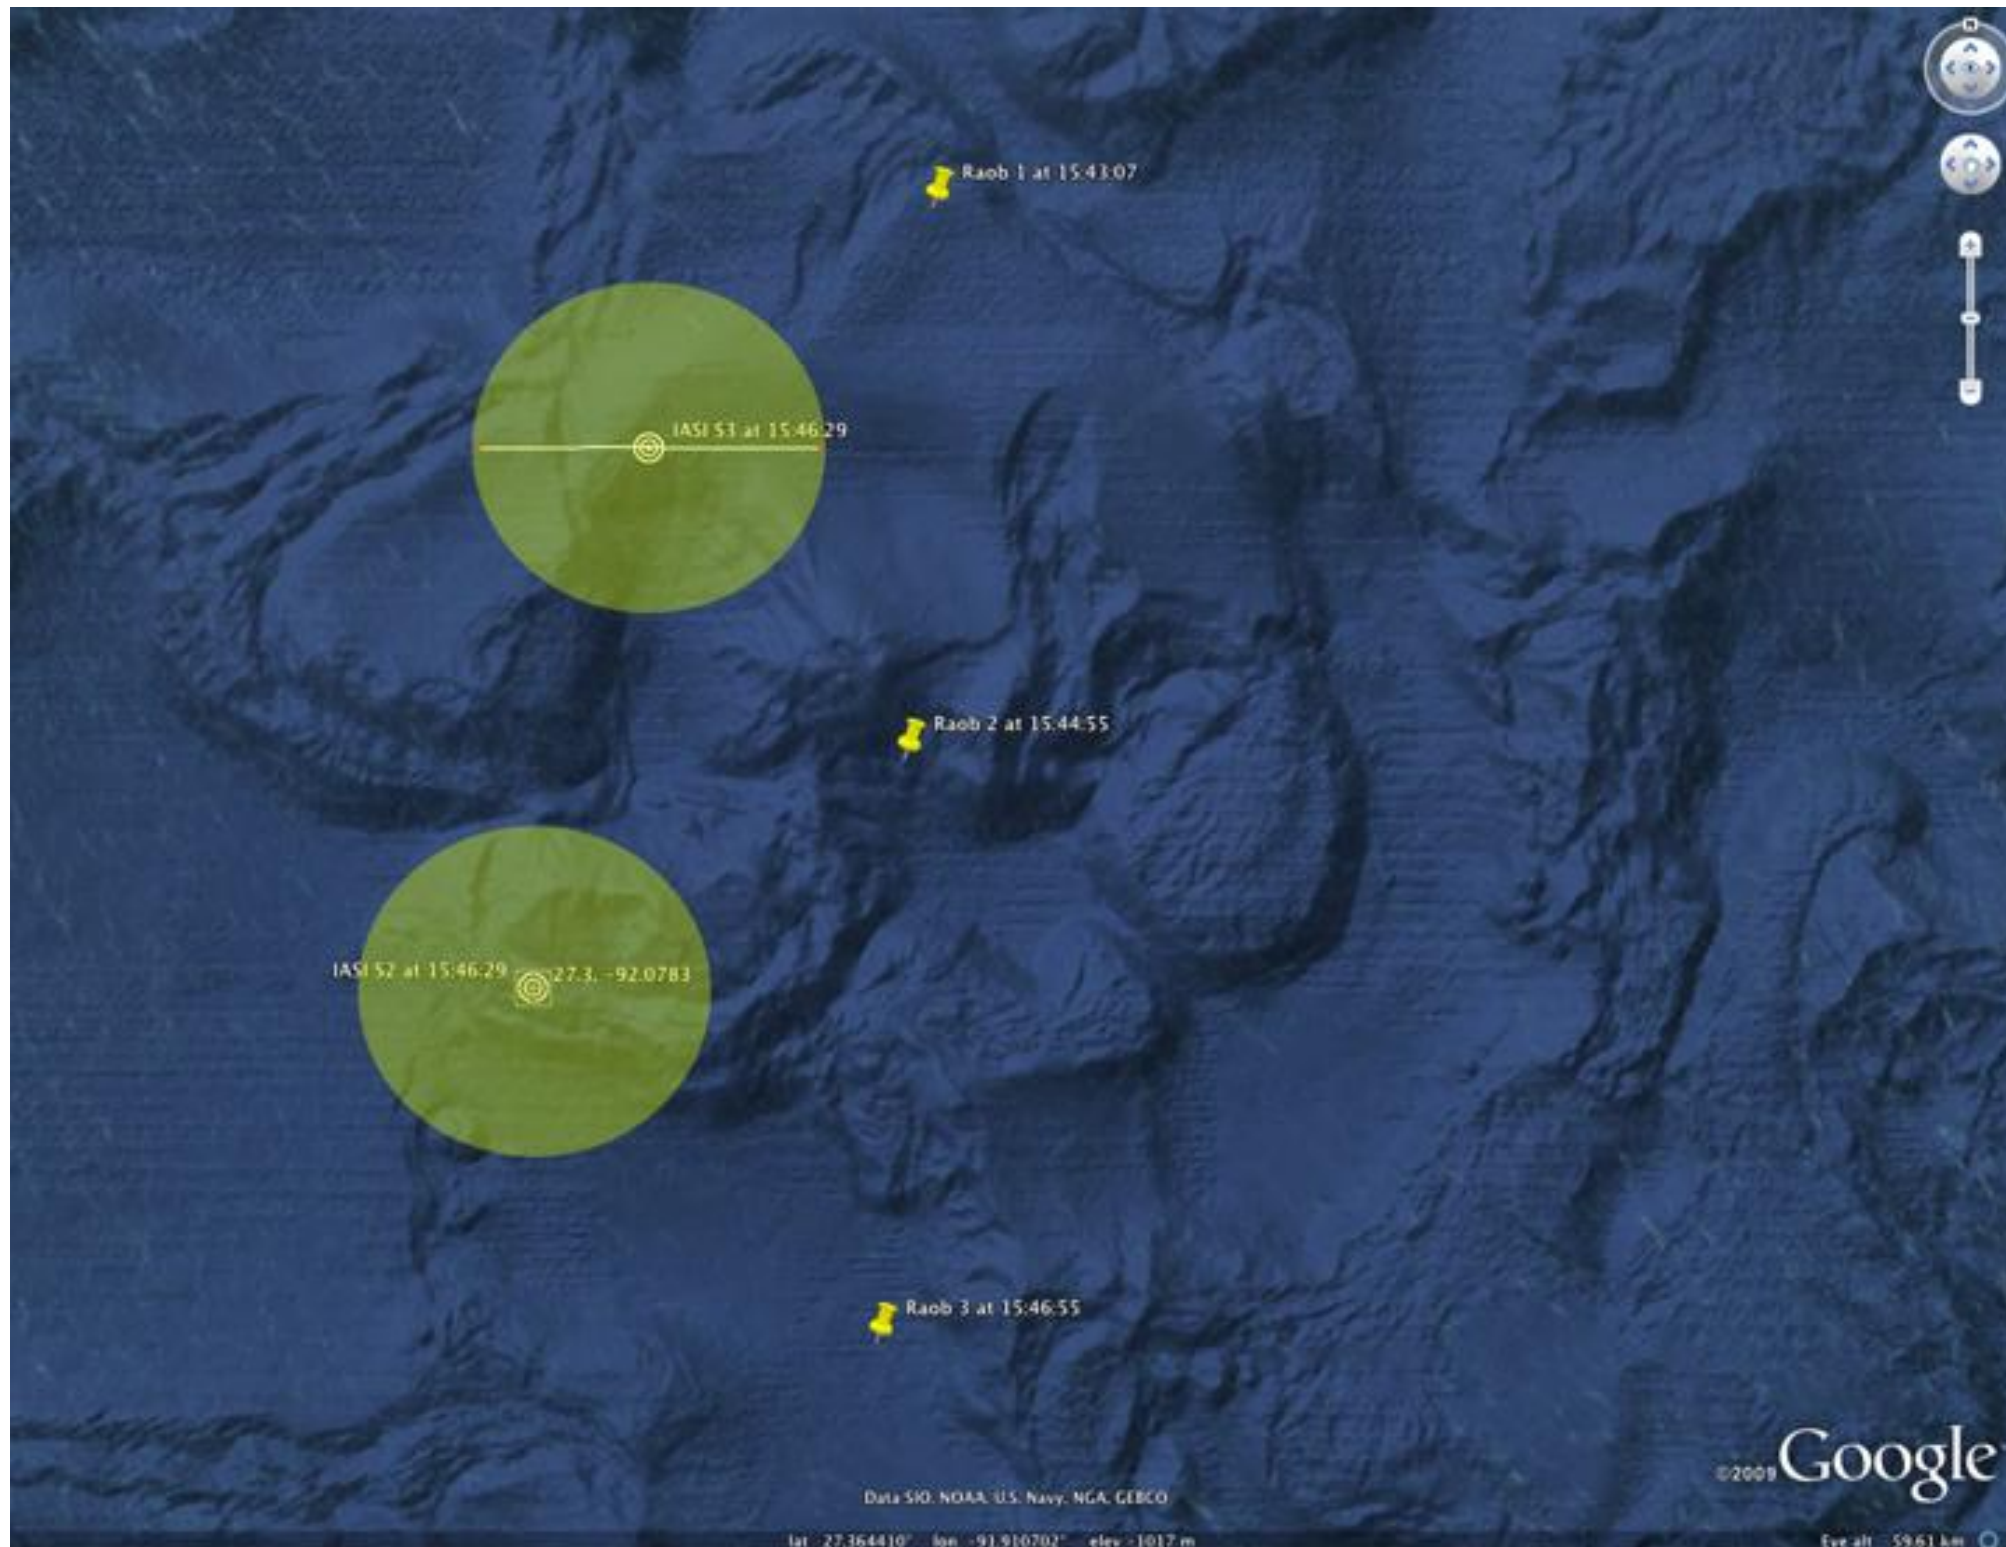 N
Raob 1 at 15:43:07
IASI 53 at 15:46:29
Raob 2 at 15:44:55
IASI 52 at 15:46:29
27.3, -92.0783
Raob 3 at 15:46:55
©2009 Google
Data SIO, NOAA, U.S. Navy, NGA, GEBCO
lat 27.364410° lon -91.910702° elev -1017 m
Eye alt 59.61 km